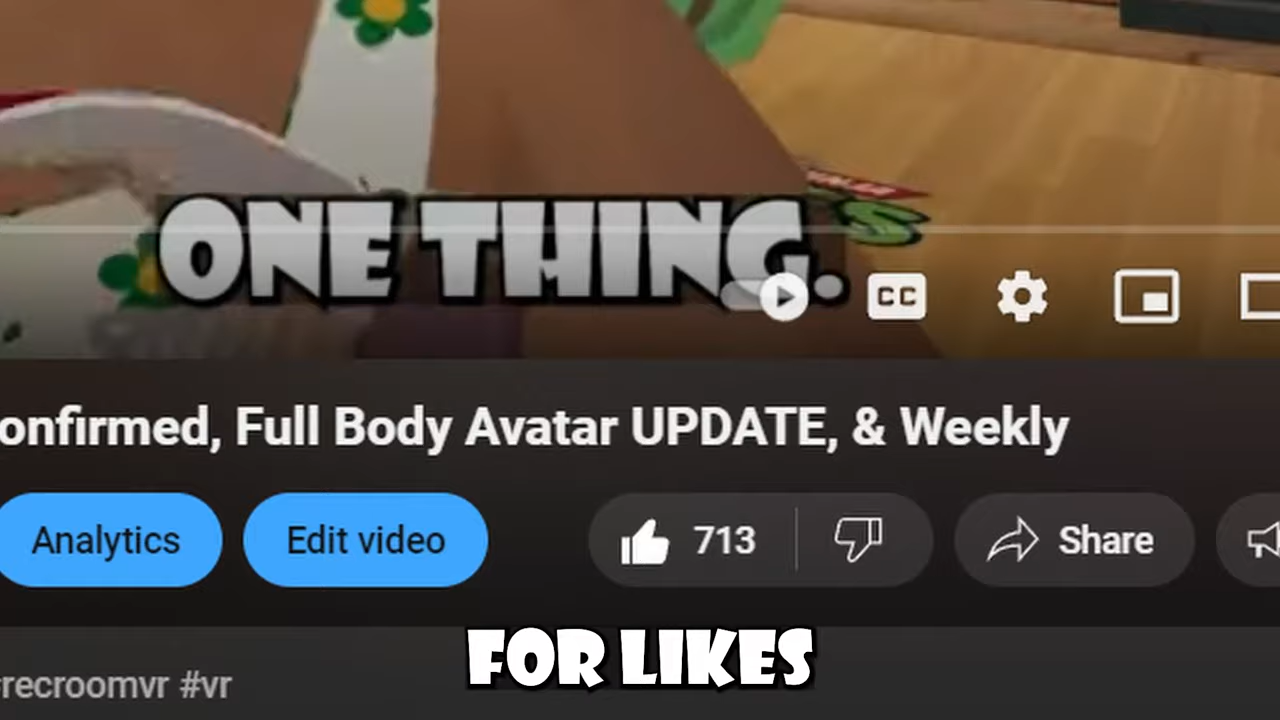 ONE THING.
CC
onfirmed, Full Body Avatar UPDATE, & Weekly
Analytics
Edit video
713
Share
FOR LIKES
recroomvr #vr